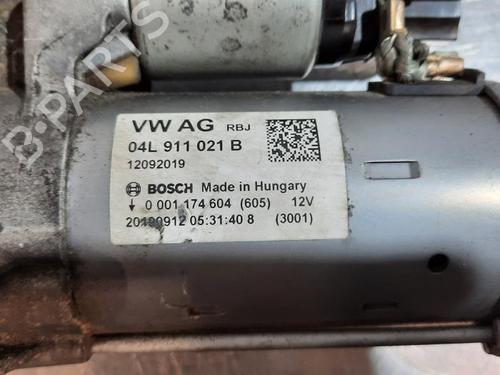 B-PARTS
VW AG RBJ
04L 911 021 B
12092019
BOSCH Made in Hungary
0 001 174 604 (605) 12V
20190912 05:31:40 8 (3001)